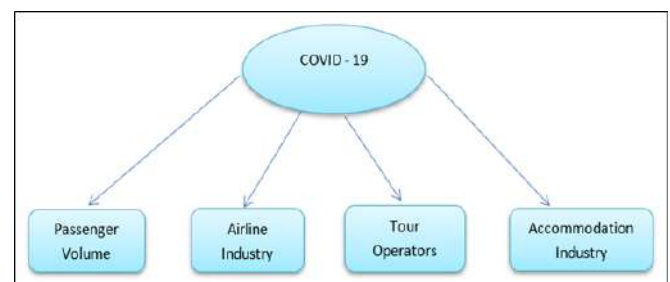 COVID - 19
Passenger
Volume
Airline
Industry
Tour
Operators
Accommodation
Industry